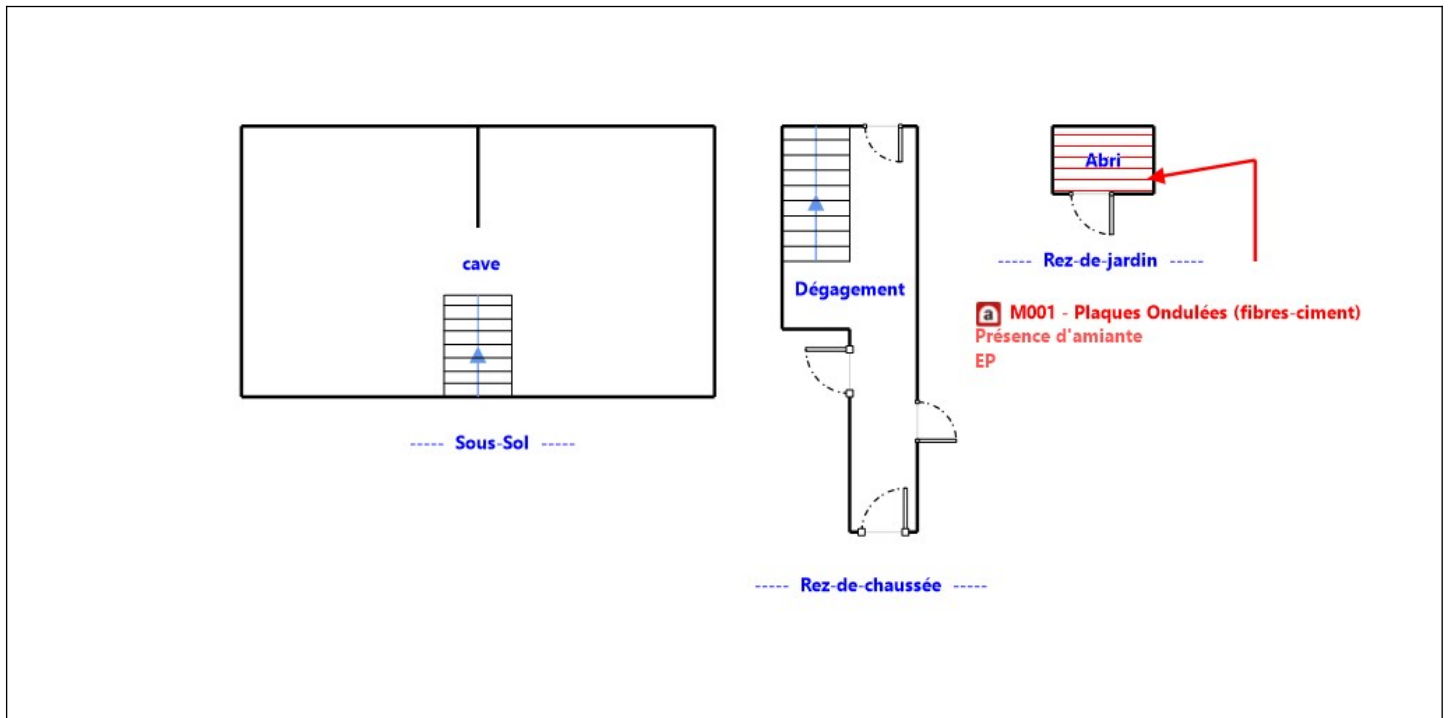 cave
----- Sous-Sol -----
Dégagement
----- Rez-de-chaussée -----
Abri
----- Rez-de-jardin -----
a M001 - Plaques Ondulées (fibres-ciment)
Présence d'amiante
EP